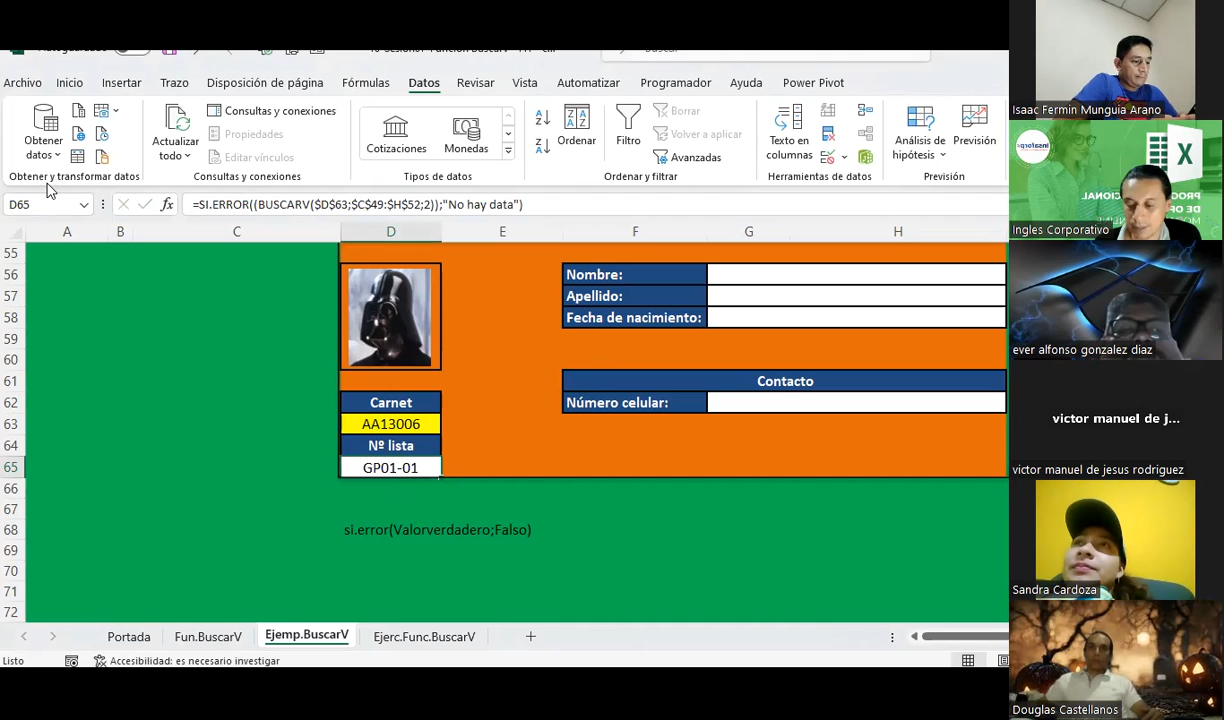 Buscar
Archivo Inicio Insertar Trazo Disposición de página Fórmulas Datos Revisar Vista Automatizar Programador Ayuda Power Pivot
Obtener datos
Actualizar todo
Consultas y conexiones
Propiedades
Editar vínculos
Cotizaciones
Monedas
Ordenar
Filtro
Borrar
Volver a aplicar
Avanzadas
Texto en columnas
Análisis de hipótesis
Previsión
Obtener y transformar datos
Consultas y conexiones
Tipos de datos
Ordenar y filtrar
Herramientas de datos
Previsión
D65
fx
=SI.ERROR((BUSCARV($D$63;$C$49:$H$52;2));"No hay data")
A B C D E F G H
55
56 Nombre:
57 Apellido:
58 Fecha de nacimiento:
59
60
61 Contacto
62 Carnet Número celular:
63 AA13006
64 Nº lista
65 GP01-01
66
67
68 si.error(Valorverdadero;Falso)
69
70
71
72
Portada Fun.BuscarV Ejemp.BuscarV Ejerc.Func.BuscarV
Listo
Accesibilidad: es necesario investigar
Isaac Fermin Munguia Arano
Ingles Corporativo
ever alfonso gonzalez diaz
victor manuel de j...
victor manuel de jesus rodriguez
Sandra Cardoza
Douglas Castellanos